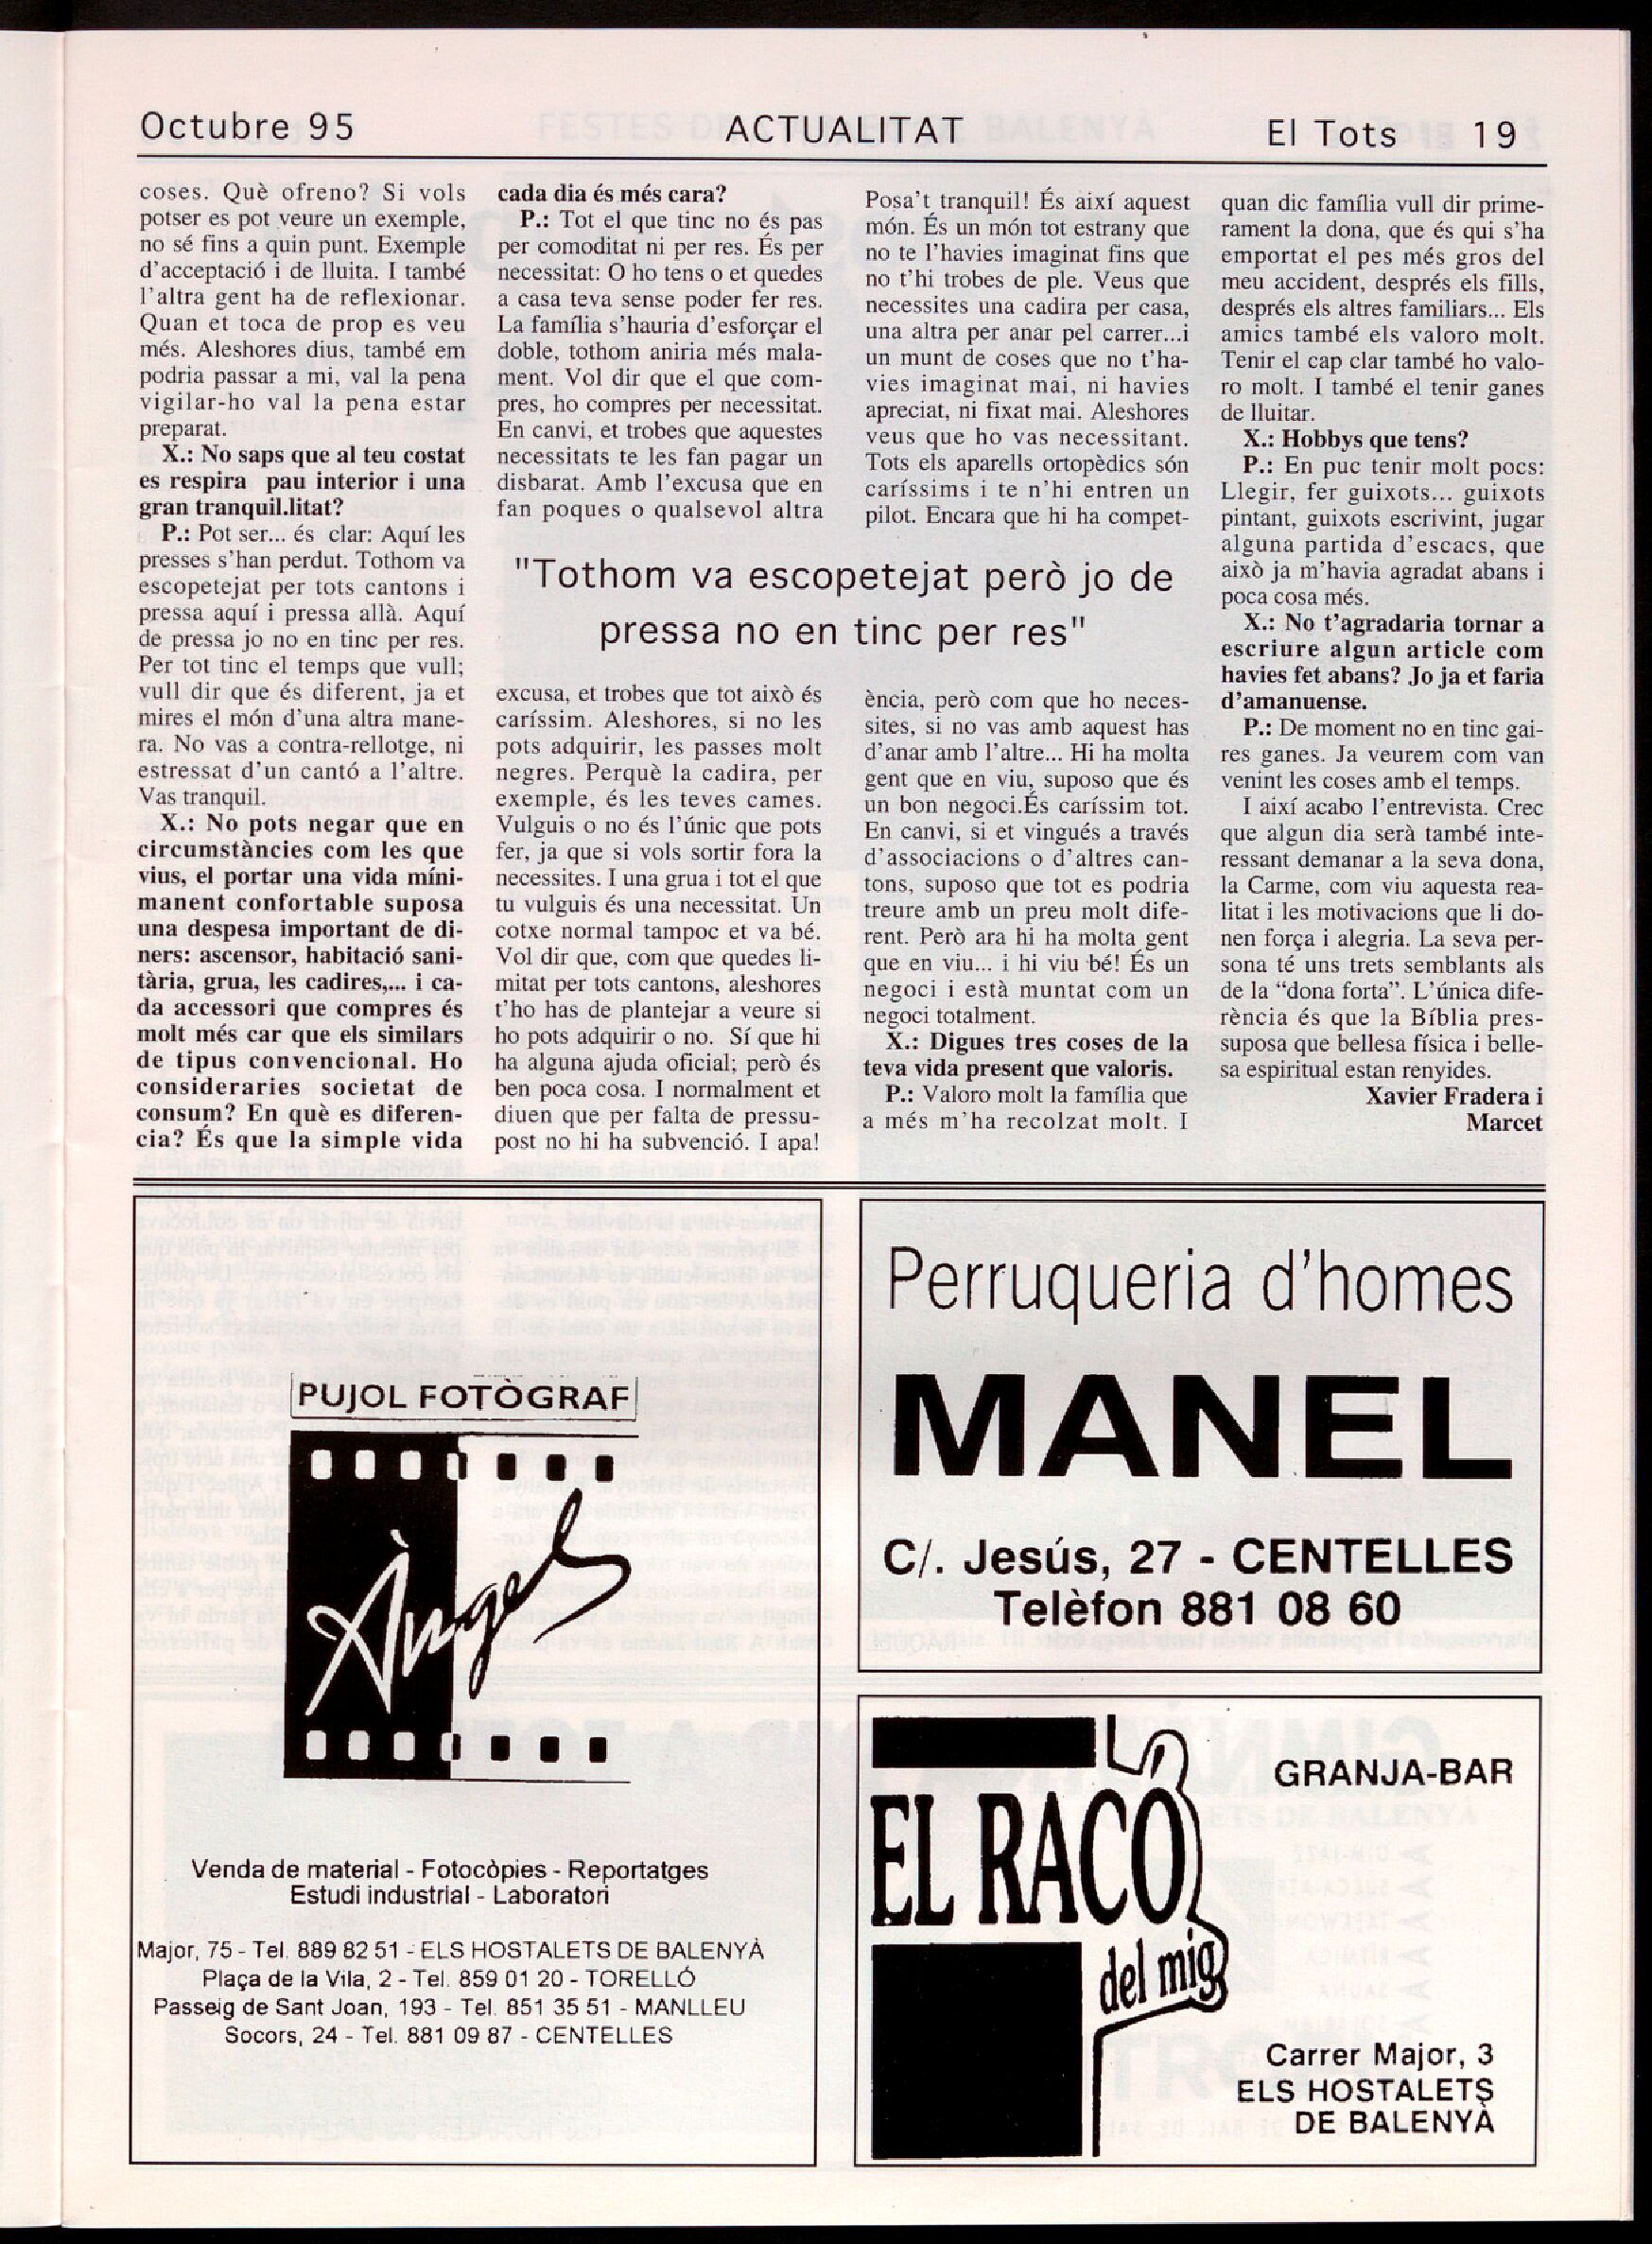 Octubre 95
ACTUALITAT
El Tots 19
coses. Què ofreno? Si vols
potser es pot veure un exemple,
no sé fins a quin punt. Exemple
d'acceptació i de lluita. I també
l'altra gent ha de reflexionar.
Quan et toca de prop es veu
més. Aleshores dius, també em
podria passar a mi, val la pena
vigilar-ho val la pena estar
preparat.
X.: No saps que al teu costat
es respira pau interior i una
gran tranquil.litat?
P.: Pot ser... és clar: Aquí les
presses s'han perdut. Tothom va
escopetejat per tots cantons i
pressa aquí i pressa allà. Aquí
de pressa jo no en tinc per res.
Per tot tinc el temps que vull;
vull dir que és diferent, ja et
mires el món d'una altra mane-
ra. No vas a contra-rellotge, ni
estressat d'un cantó a l'altre.
Vas tranquil.
X.: No pots negar que en
circumstàncies com les que
vius, el portar una vida míni-
manent confortable suposa
una despesa important de di-
ners: ascensor, habitació sani-
tària, grua, les cadires,... i ca-
da accessori que compres és
molt més car que els similars
de tipus convencional. Ho
consideraries societat de
consum? En què es diferen-
cia? És que la simple vida
cada dia és més cara?
P.: Tot el que tinc no és pas
per comoditat ni per res. És per
necessitat: O ho tens o et quedes
a casa teva sense poder fer res.
La família s'hauria d'esforçar el
doble, tothom aniria més mala-
ment. Vol dir que el que com-
pres, ho compres per necessitat.
En canvi, et trobes que aquestes
necessitats te les fan pagar un
disbarat. Amb l'excusa que en
fan poques o qualsevol altra
"Tothom va escopetejat però jo de
pressa no en tinc per res"
excusa, et trobes que tot això és
caríssim. Aleshores, si no les
pots adquirir, les passes molt
negres. Perquè la cadira, per
exemple, és les teves cames.
Vulguis o no és l'únic que pots
fer, ja que si vols sortir fora la
necessites. I una grua i tot el que
tu vulguis és una necessitat. Un
cotxe normal tampoc et va bé.
Vol dir que, com que quedes li-
mitat per tots cantons, aleshores
t'ho has de plantejar a veure si
ho pots adquirir o no. Sí que hi
ha alguna ajuda oficial; però és
ben poca cosa. I normalment et
diuen que per falta de pressu-
post no hi ha subvenció. I apa!
Posa't tranquil! És així aquest
món. És un món tot estrany que
no te l'havies imaginat fins que
no t'hi trobes de ple. Veus que
necessites una cadira per casa,
una altra per anar pel carrer...i
un munt de coses que no t'ha-
vies imaginat mai, ni havies
apreciat, ni fixat mai. Aleshores
veus que ho vas necessitant.
Tots els aparells ortopèdics són
caríssims i te n'hi entren un
pilot. Encara que hi ha compet-
ència, però com que ho neces-
sites, si no vas amb aquest has
d'anar amb l'altre... Hi ha molta
gent que en viu, suposo que és
un bon negoci.És caríssim tot.
En canvi, si et vingués a través
d'associacions o d'altres can-
tons, suposo que tot es podria
treure amb un preu molt dife-
rent. Però ara hi ha molta gent
que en viu... i hi viu bé! És un
negoci i està muntat com un
negoci totalment.
X.: Digues tres coses de la
teva vida present que valoris.
P.: Valoro molt la família que
a més m'ha recolzat molt. I
quan dic família vull dir prime-
rament la dona, que és qui s'ha
emportat el pes més gros del
meu accident, després els fills,
després els altres familiars... Els
amics també els valoro molt.
Tenir el cap clar també ho valo-
ro molt. I també el tenir ganes
de lluitar.
X.: Hobbys que tens?
P.: En puc tenir molt pocs:
Llegir, fer guixots... guixots
pintant, guixots escrivint, jugar
alguna partida d'escacs, que
això ja m'havia agradat abans i
poca cosa més.
X.: No t'agradaria tornar a
escriure algun article com
havies fet abans? Jo ja et faria
d'amanuense.
P.: De moment no en tinc gai-
res ganes. Ja veurem com van
venint les coses amb el temps.
I així acabo l'entrevista. Crec
que algun dia serà també inte-
ressant demanar a la seva dona,
la Carme, com viu aquesta rea-
litat i les motivacions que li do-
nen força i alegria. La seva per-
sona té uns trets semblants als
de la “dona forta”. L'única dife-
rència és que la Bíblia pres-
suposa que bellesa física i belle-
sa espiritual estan renyides.
Xavier Fradera i
Marcet
PUJOL FOTÒGRAF
Àngel
Venda de material - Fotocòpies - Reportatges
Estudi industrial - Laboratori
Major, 75 - Tel. 889 82 51 - ELS HOSTALETS DE BALENYÀ
Plaça de la Vila, 2 - Tel. 859 01 20 - TORELLÓ
Passeig de Sant Joan, 193 - Tel. 851 35 51 - MANLLEU
Socors, 24 - Tel. 881 09 87 - CENTELLES
Perruqueria d'homes
MANEL
C/. Jesús, 27 - CENTELLES
Telèfon 881 08 60
GRANJA-BAR
EL RACO
del mig
Carrer Major, 3
ELS HOSTALETS
DE BALENYÀ